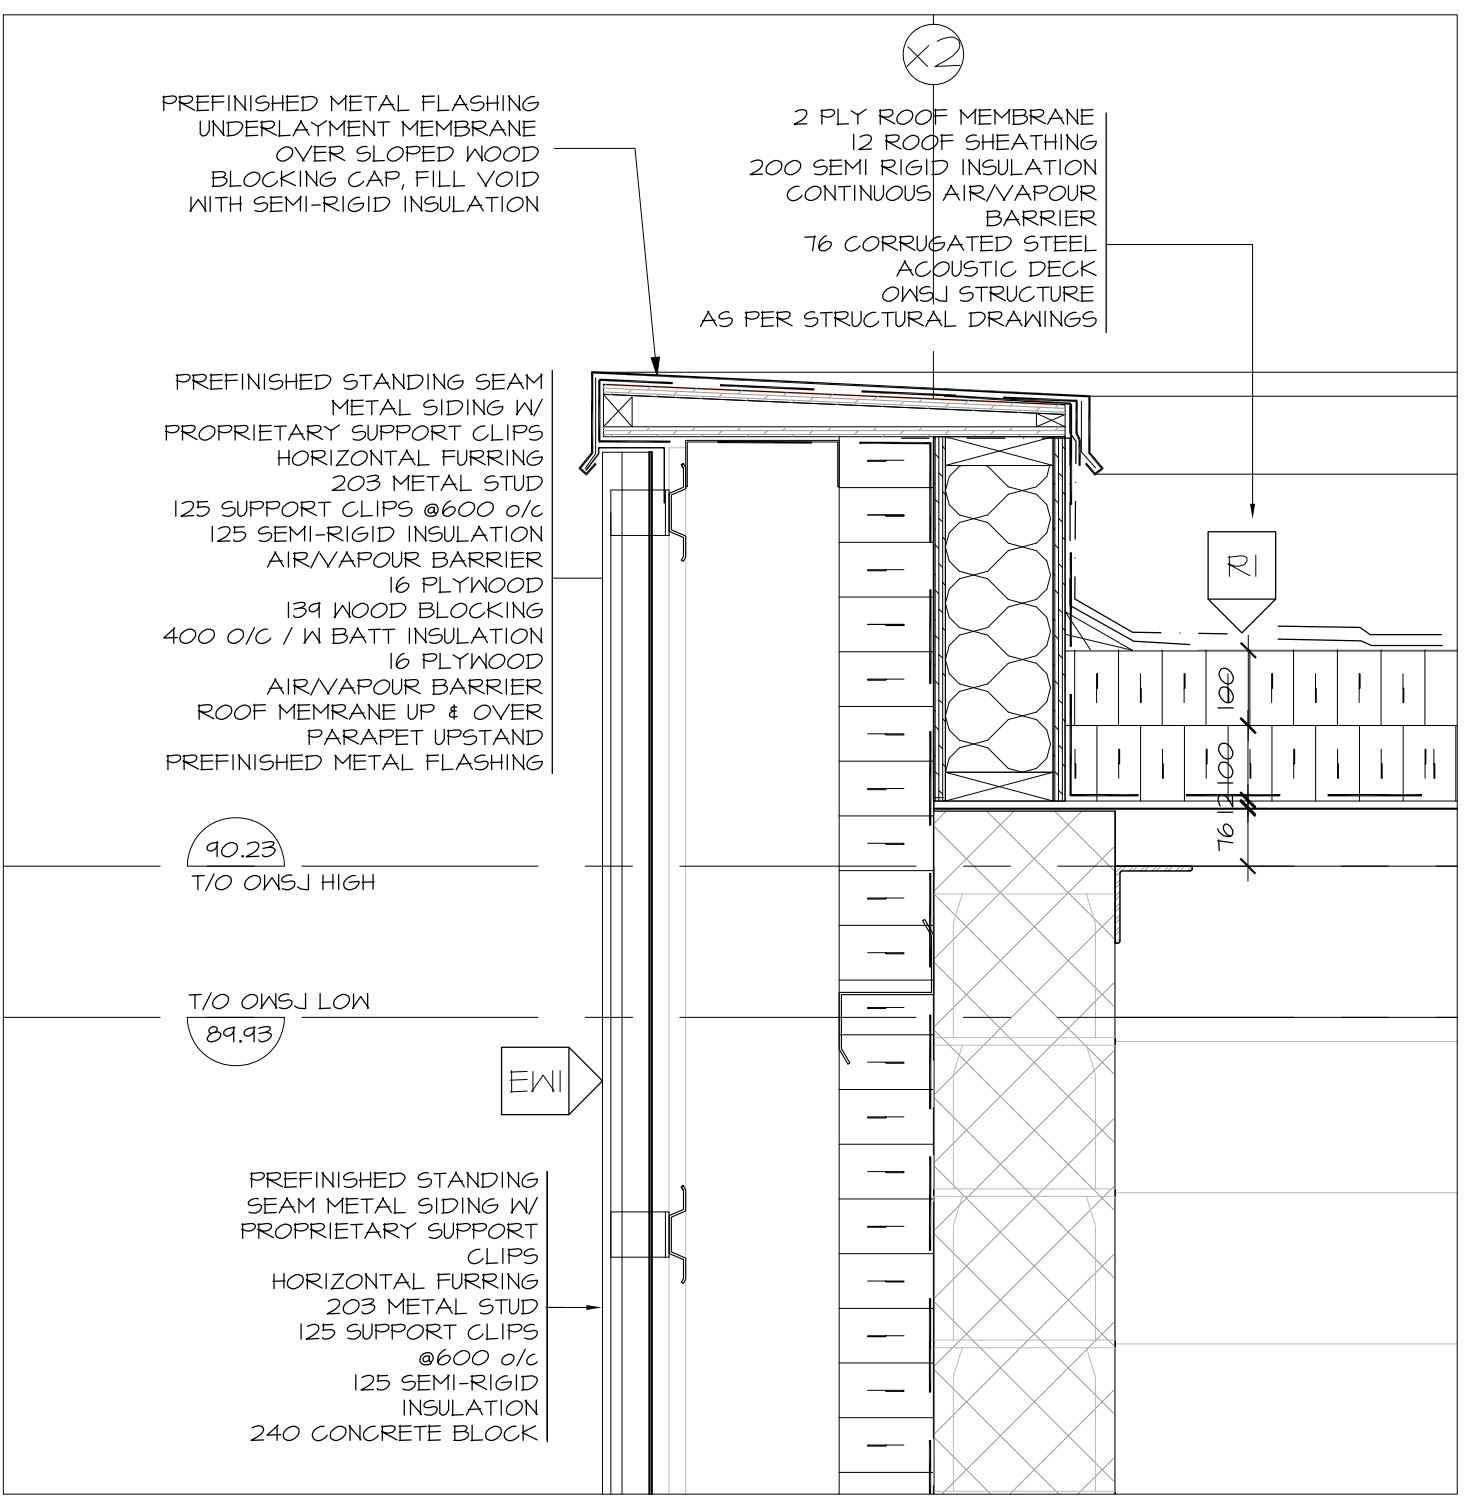 X2
PREFINISHED METAL FLASHING
UNDERLAYMENT MEMBRANE
OVER SLOPED WOOD
BLOCKING CAP, FILL VOID
WITH SEMI-RIGID INSULATION
2 PLY ROOF MEMBRANE
12 ROOF SHEATHING
200 SEMI RIGID INSULATION
CONTINUOUS AIR/VAPOUR
BARRIER
76 CORRUGATED STEEL
ACOUSTIC DECK
OWSJ STRUCTURE
AS PER STRUCTURAL DRAWINGS
PREFINISHED STANDING SEAM
METAL SIDING W/
PROPRIETARY SUPPORT CLIPS
HORIZONTAL FURRING
203 METAL STUD
125 SUPPORT CLIPS @600 o/c
125 SEMI-RIGID INSULATION
AIR/VAPOUR BARRIER
16 PLYWOOD
139 WOOD BLOCKING
400 O/C / W BATT INSULATION
16 PLYWOOD
AIR/VAPOUR BARRIER
ROOF MEMRANE UP & OVER
PARAPET UPSTAND
PREFINISHED METAL FLASHING
R1
100
100
12
76
90.23
T/O OWSJ HIGH
T/O OWSJ LOW
89.93
EW1
PREFINISHED STANDING
SEAM METAL SIDING W/
PROPRIETARY SUPPORT
CLIPS
HORIZONTAL FURRING
203 METAL STUD
125 SUPPORT CLIPS
@600 o/c
125 SEMI-RIGID
INSULATION
240 CONCRETE BLOCK